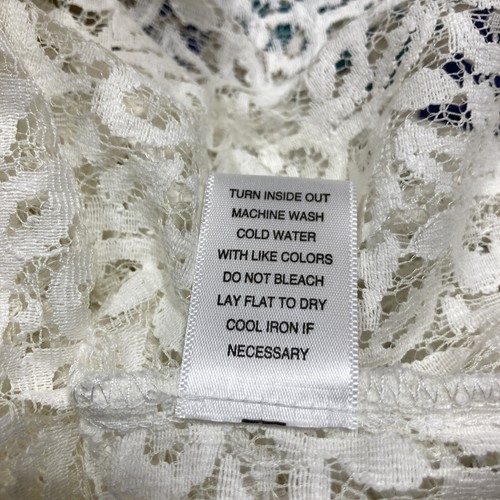 TURN INSIDE OUT
MACHINE WASH
COLD WATER
WITH LIKE COLORS
DO NOT BLEACH
LAY FLAT TO DRY
COOL IRON IF
NECESSARY